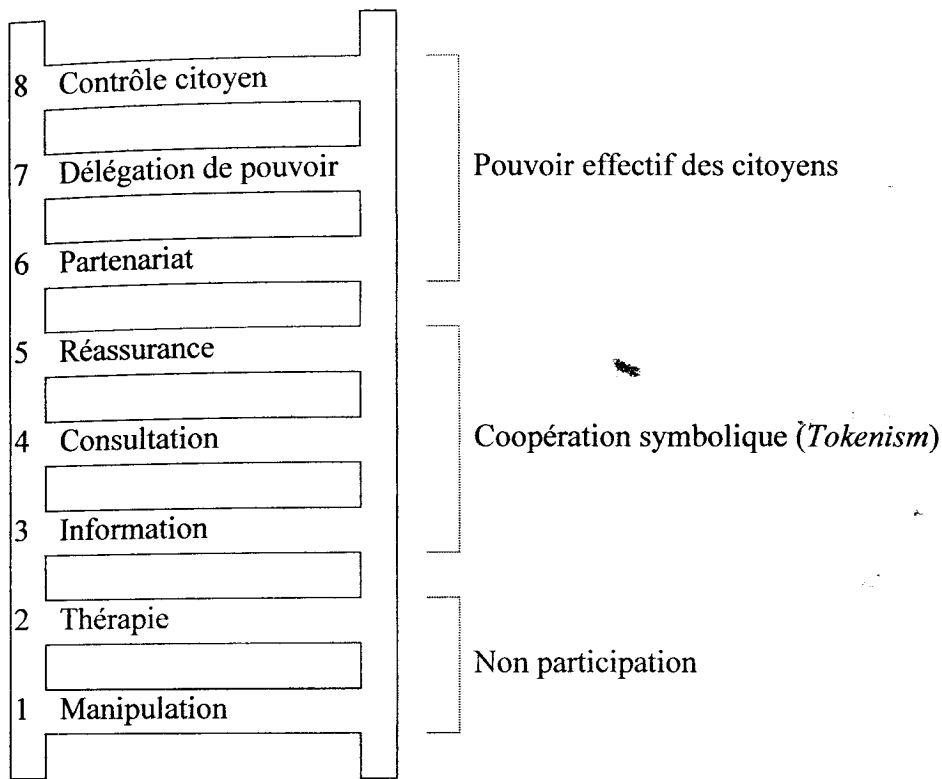 8 Contrôle citoyen
7 Délégation de pouvoir
Pouvoir effectif des citoyens
6 Partenariat
5 Réassurance
4 Consultation
Coopération symbolique (Tokenism)
3 Information
2 Thérapie
Non participation
1 Manipulation